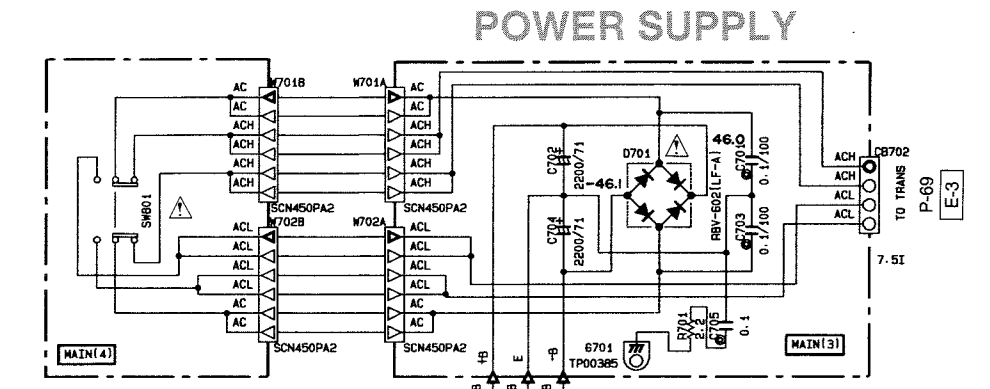 POWER SUPPLY
W701B
W701A
AC
AC
ACH
ACH
ACH
ACH
SCN450PA2
AC
AC
ACH
ACH
ACH
ACH
SCN450PA2
SW801
W702B
W702A
ACL
ACL
ACL
ACL
AC
AC
SCN450PA2
ACL
ACL
ACL
ACL
AC
AC
SCN450PA2
MAIN(4)
C702
2200/71
-46.1
C704
2200/71
D701
RBV-602(LF-A)
46.0
C701
0.1/100
C703
0.1/100
R701
2.2
C705
0.1
G701
TP00385
+B
E
-B
MAIN(3)
CB702
ACH
ACH
ACL
ACL
TO TRANS
P-69
E-3
7.5I